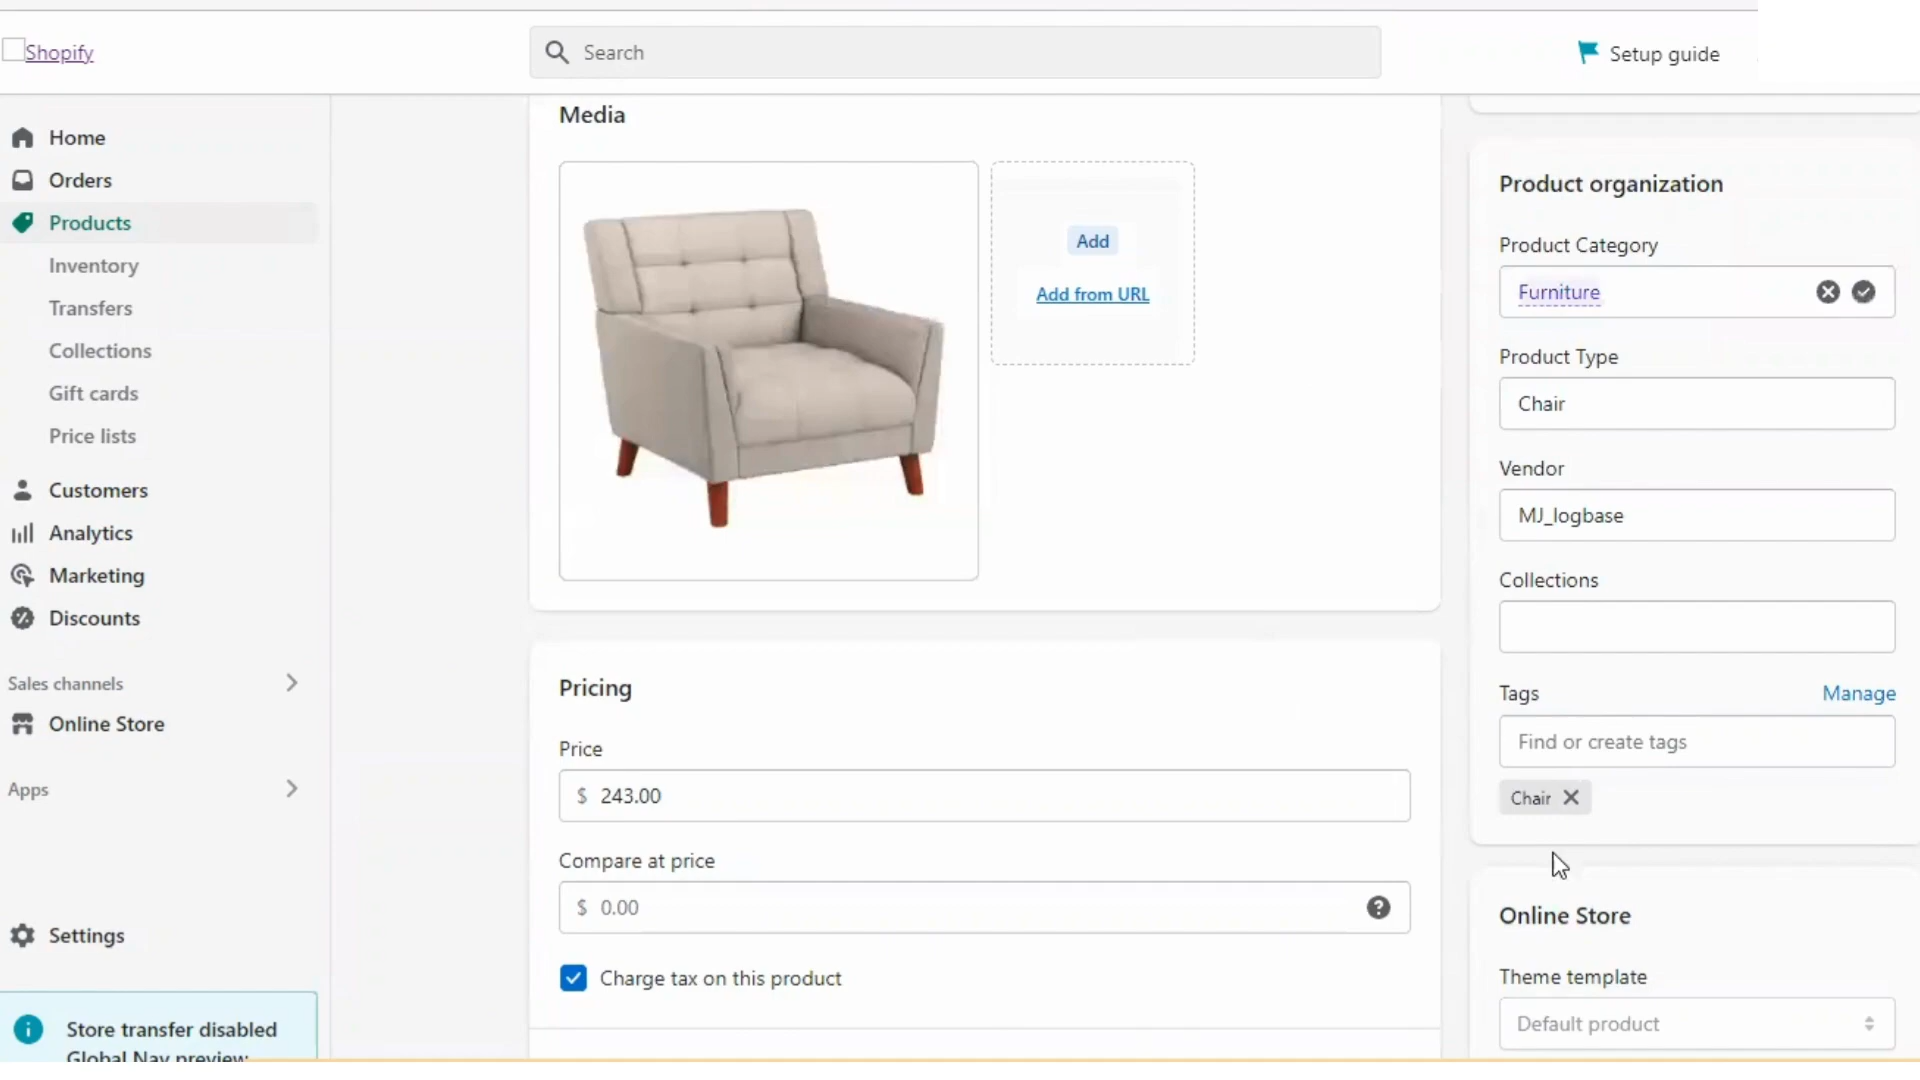 Shopify
Search
Setup guide
Home
Orders
Products
Inventory
Transfers
Collections
Gift cards
Price lists
Customers
Analytics
Marketing
Discounts
Sales channels
Online Store
Apps
Settings
Store transfer disabled
Global Nav preview:
Media
Add
Add from URL
Pricing
Price
$ 243.00
Compare at price
$ 0.00
Charge tax on this product
Product organization
Product Category
Furniture
Product Type
Chair
Vendor
MJ_logbase
Collections
Tags Manage
Find or create tags
Chair
Online Store
Theme template
Default product